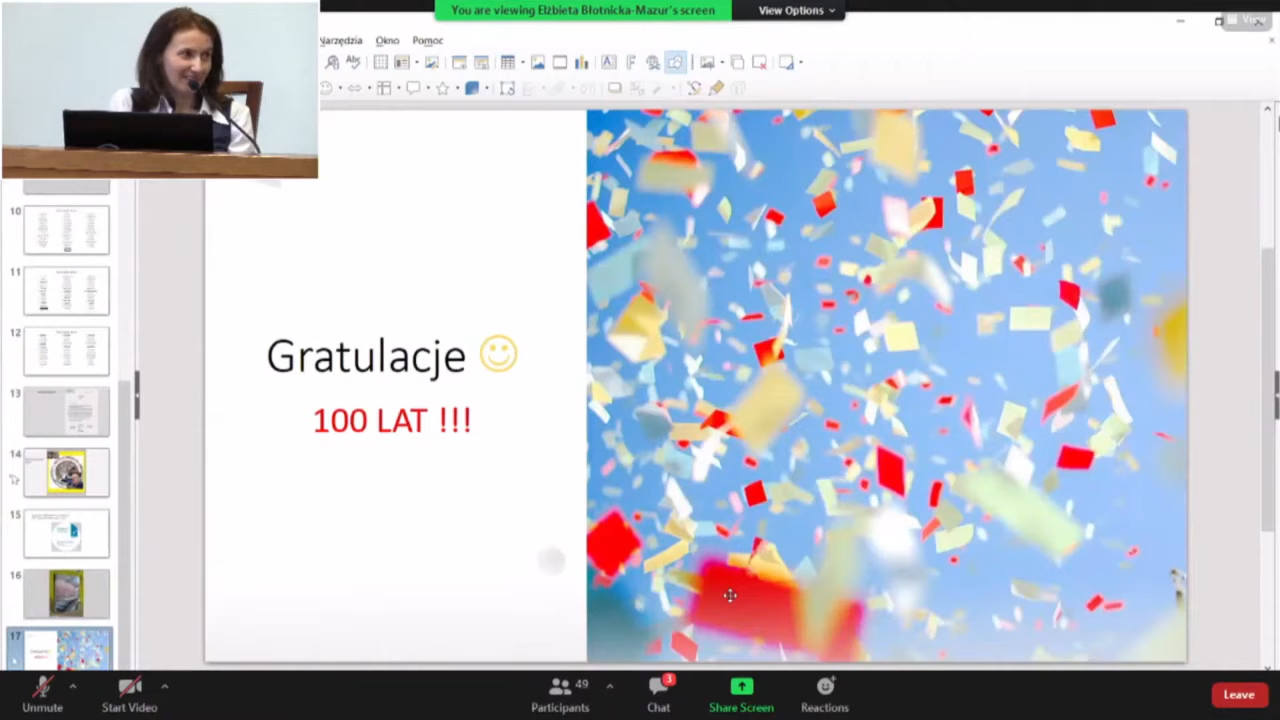 You are viewing Elżbieta Błotnicka-Mazur's screen
View Options
View
Narzędzia Okno Pomoc
10
11
12
13
14
15
16
17
Gratulacje
100 LAT !!!
Unmute
Start Video
49
Participants
3
Chat
Share Screen
Reactions
Leave